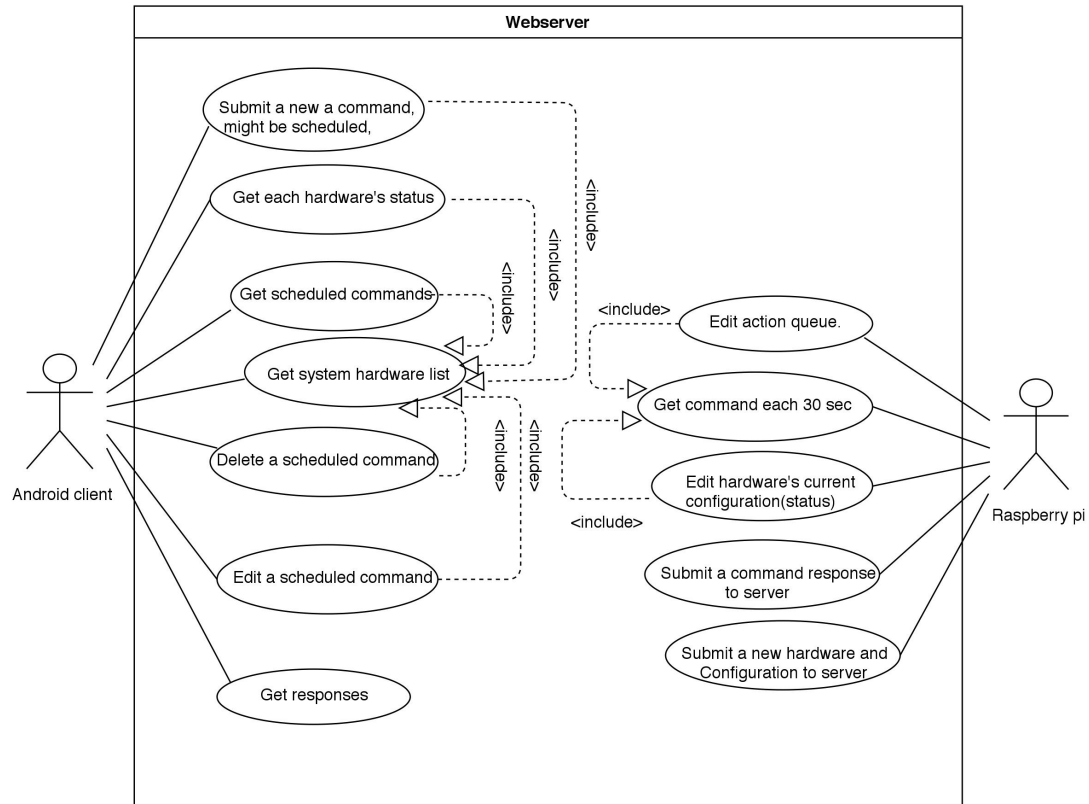 Webserver
Submit a new a command,
might be scheduled,
Get each hardware's status
<include>
<include>
Get scheduled commands
<include>
<include>
Edit action queue.
Get system hardware list
Get command each 30 sec
Delete a scheduled command
<include>
<include>
Edit hardware's current
configuration(status)
<include>
Android client
Raspberry pi
Edit a scheduled command
Submit a command response
to server
Submit a new hardware and
Configuration to server
Get responses